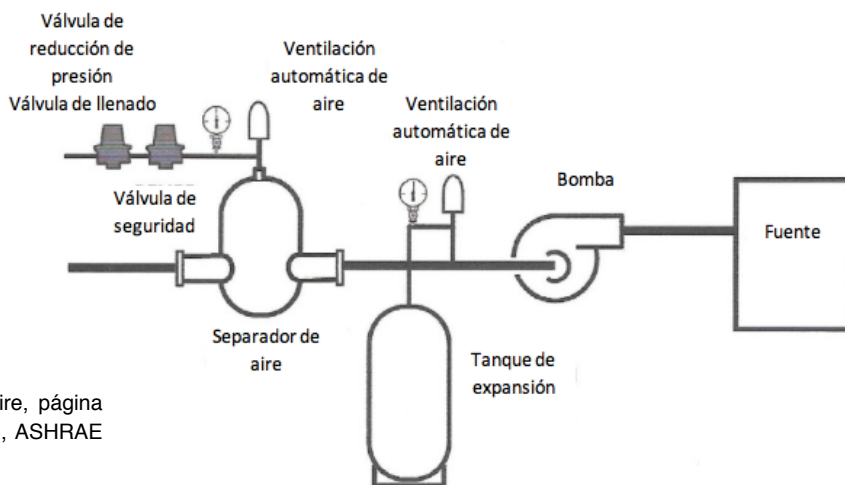 Válvula de
reducción de
presión
Válvula de llenado
Ventilación
automática de
aire
Ventilación
automática de
aire
Bomba
Fuente
Válvula de
seguridad
Separador de
aire
Tanque de
expansión
ire, página
, ASHRAE